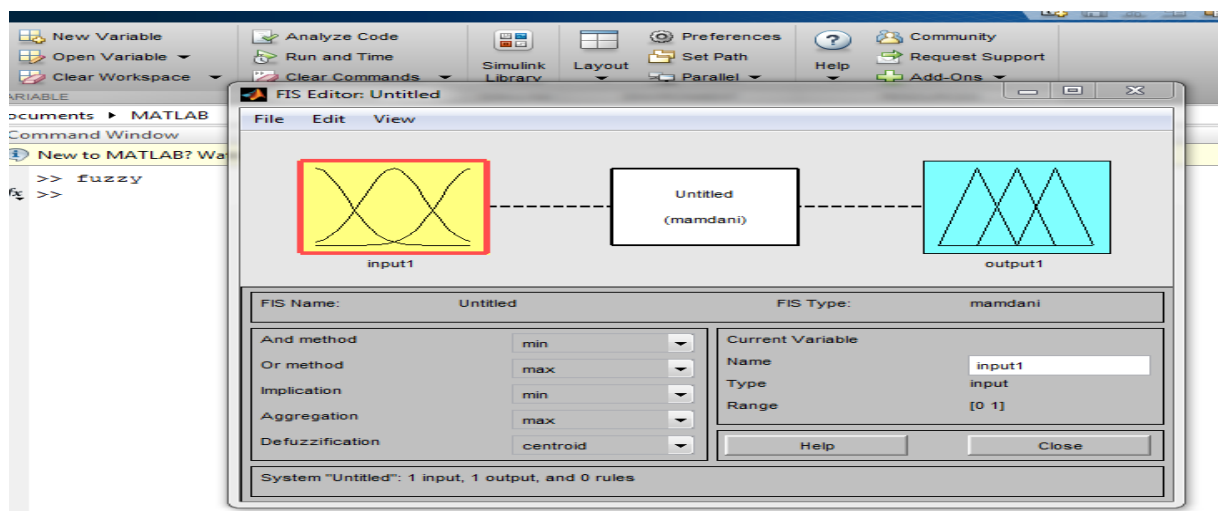 New Variable
Analyze Code
Preferences
Community
Open Variable
Run and Time
Simulink
Layout
Set Path
Help
Request Support
Clear Workspace
Clear Commands
Library
Parallel
Add-Ons
FIS Editor: Untitled
MATLAB
File Edit View
Command Window
New to MATLAB?
>> fuzzy
fx >>
Untitled
(mamdani)
input1
output1
FIS Name: Untitled FIS Type: mamdani
And method min
Or method max
Implication min
Aggregation max
Defuzzification centroid
Current Variable
Name input1
Type input
Range [0 1]
Help Close
System "Untitled": 1 input, 1 output, and 0 rules